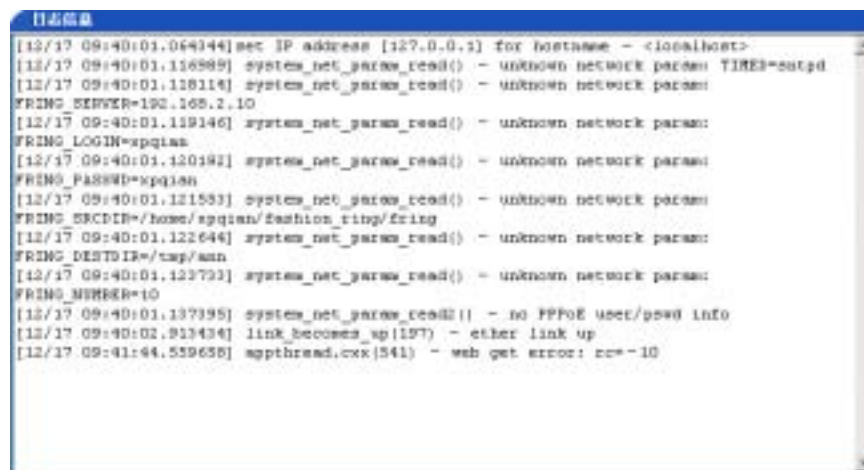 日志信息
[12/17 09:40:01.064344]set IP address [127.0.0.1] for hostname - <localhost>
[12/17 09:40:01.116989] system_net_param_read() - unknown network param: TIMED=sntpd
[12/17 09:40:01.118114] system_net_param_read() - unknown network param:
FRING_SERVER=192.168.2.10
[12/17 09:40:01.119146] system_net_param_read() - unknown network param:
FRING_LOGIN=xpqian
[12/17 09:40:01.120182] system_net_param_read() - unknown network param:
FRING_PASSWD=xpqian
[12/17 09:40:01.121553] system_net_param_read() - unknown network param:
FRING_SRCDIR=/home/xpqian/fashion_ring/fring
[12/17 09:40:01.122644] system_net_param_read() - unknown network param:
FRING_DESTDIR=/tmp/ann
[12/17 09:40:01.123733] system_net_param_read() - unknown network param:
FRING_NUMBER=10
[12/17 09:40:01.137395] system_net_param_read2() - no PPPoE user/pswd info
[12/17 09:40:02.913434] link_becomes_up(197) - ether link up
[12/17 09:41:44.559658] appthread.cxx(541) - web get error: rc=-10